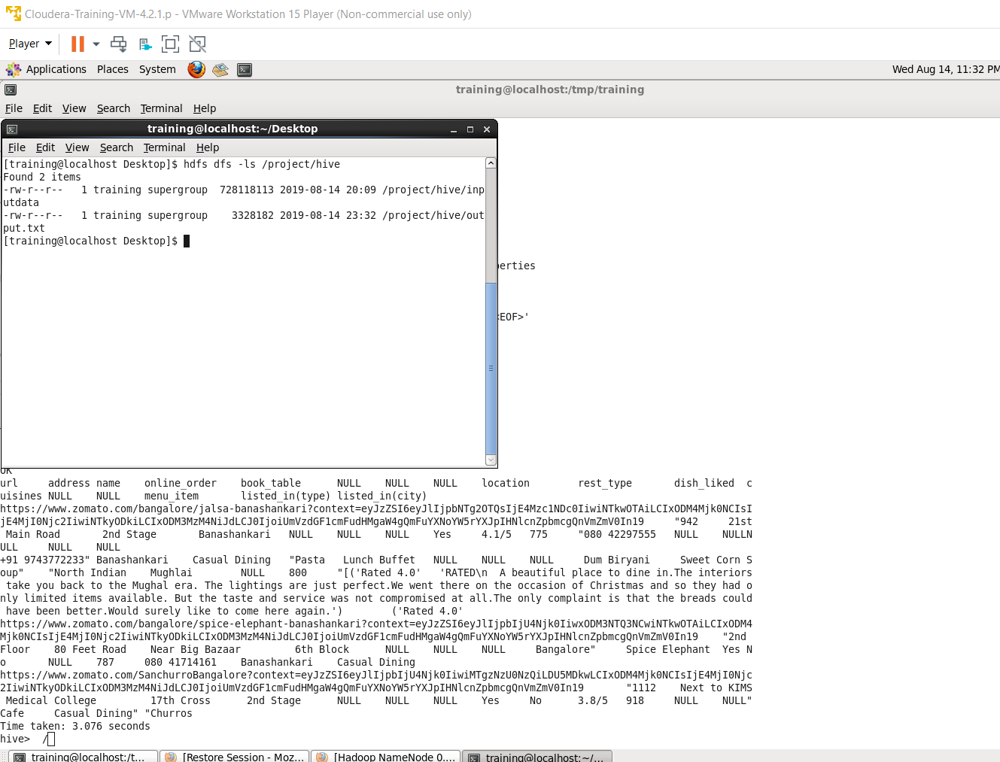 Cloudera-Training-VM-4.2.1.p - VMware Workstation 15 Player (Non-commercial use only)
Player
Applications Places System Wed Aug 14, 11:32 PM
training@localhost:/tmp/training
File Edit View Search Terminal Help
training@localhost:~/Desktop
File Edit View Search Terminal Help
[training@localhost Desktop]$ hdfs dfs -ls /project/hive
Found 2 items
-rw-r--r--   1 training supergroup  728118113 2019-08-14 20:09 /project/hive/inp
utdata
-rw-r--r--   1 training supergroup    3328182 2019-08-14 23:32 /project/hive/out
put.txt
[training@localhost Desktop]$
perties
<EOF>'
OK
url     address name    online_order    book_table      NULL    NULL    NULL    location        rest_type       dish_liked  c
uisines NULL    NULL    menu_item       listed_in(type) listed_in(city)
https://www.zomato.com/bangalore/jalsa-banashankari?context=eyJzZSI6eyJlIjpbNTg2OTQsIjE4Mzc1NDc0IiwiNTkwOTAiLCIxODM4Mjk0NCIsI
jE4MjI0Njc2IiwiNTkyODkiLCIxODM3MzM4NiJdLCJ0IjoiUmVzdGF1cmFudHMgaW4gQmFuYXNoYW5rYXJpIHNlcnZpbmcgQnVmZmV0In19     "942     21st
 Main Road       2nd Stage       Banashankari   NULL    NULL    NULL    Yes     4.1/5   775     "080 42297555   NULL    NULLN
ULL     NULL    NULL
+91 9743772233" Banashankari    Casual Dining   "Pasta   Lunch Buffet   NULL    NULL    NULL     Dum Biryani     Sweet Corn S
oup"    "North Indian    Mughlai        NULL    800     "[('Rated 4.0'   'RATED\n  A beautiful place to dine in.The interiors
 take you back to the Mughal era. The lightings are just perfect.We went there on the occasion of Christmas and so they had o
nly limited items available. But the taste and service was not compromised at all.The only complaint is that the breads could
 have been better.Would surely like to come here again.')        ('Rated 4.0'
https://www.zomato.com/bangalore/spice-elephant-banashankari?context=eyJzZSI6eyJlIjpbIjU4Njk0IiwxODM3NTQ3NCwiNTkwOTAiLCIxODM4
Mjk0NCIsIjE4MjI0Njc2IiwiNTkyODkiLCIxODM3MzM4NiJdLCJ0IjoiUmVzdGF1cmFudHMgaW4gQmFuYXNoYW5rYXJpIHNlcnZpbmcgQnVmZmV0In19    "2nd
Floor    80 Feet Road    Near Big Bazaar         6th Block      NULL    NULL    NULL     Bangalore"     Spice Elephant  Yes N
o       NULL    787     080 41714161    Banashankari    Casual Dining
https://www.zomato.com/SanchurroBangalore?context=eyJzZSI6eyJlIjpbIjU4Njk0IiwiMTgzNzU0NzQiLDU5MDkwLCIxODM4Mjk0NCIsIjE4MjI0Njc
2IiwiNTkyODkiLCIxODM3MzM4NiJdLCJ0IjoiUmVzdGF1cmFudHMgaW4gQmFuYXNoYW5rYXJpIHNlcnZpbmcgQnVmZmV0In19       "1112    Next to KIMS
 Medical College         17th Cross      2nd Stage      NULL    NULL    NULL    Yes     No      3.8/5   918     NULL    NULL"
Cafe     Casual Dining" "Churros
Time taken: 3.076 seconds
hive>  /
training@localhost:/t... [Restore Session - Moz... [Hadoop NameNode 0.... training@localhost:~/...